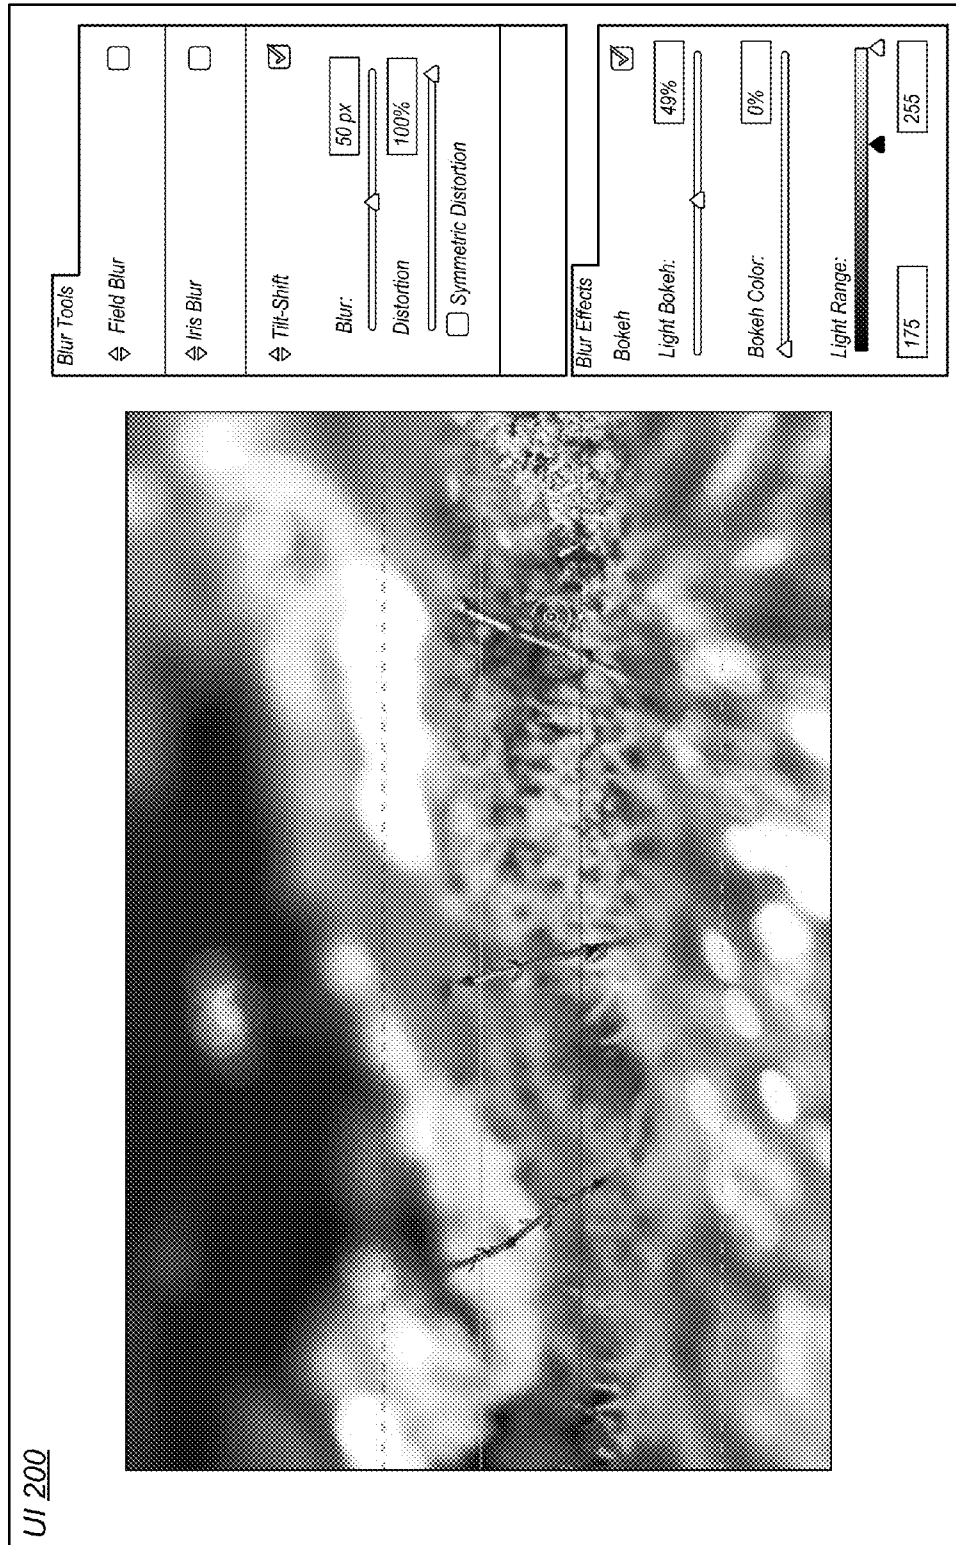 UI 200
Blur Tools
Field Blur
Iris Blur
Tilt-Shift
Blur: 50 px
Distortion 100%
Symmetric Distortion
Blur Effects
Bokeh
Light Bokeh: 49%
Bokeh Color: 0%
Light Range:
175 255